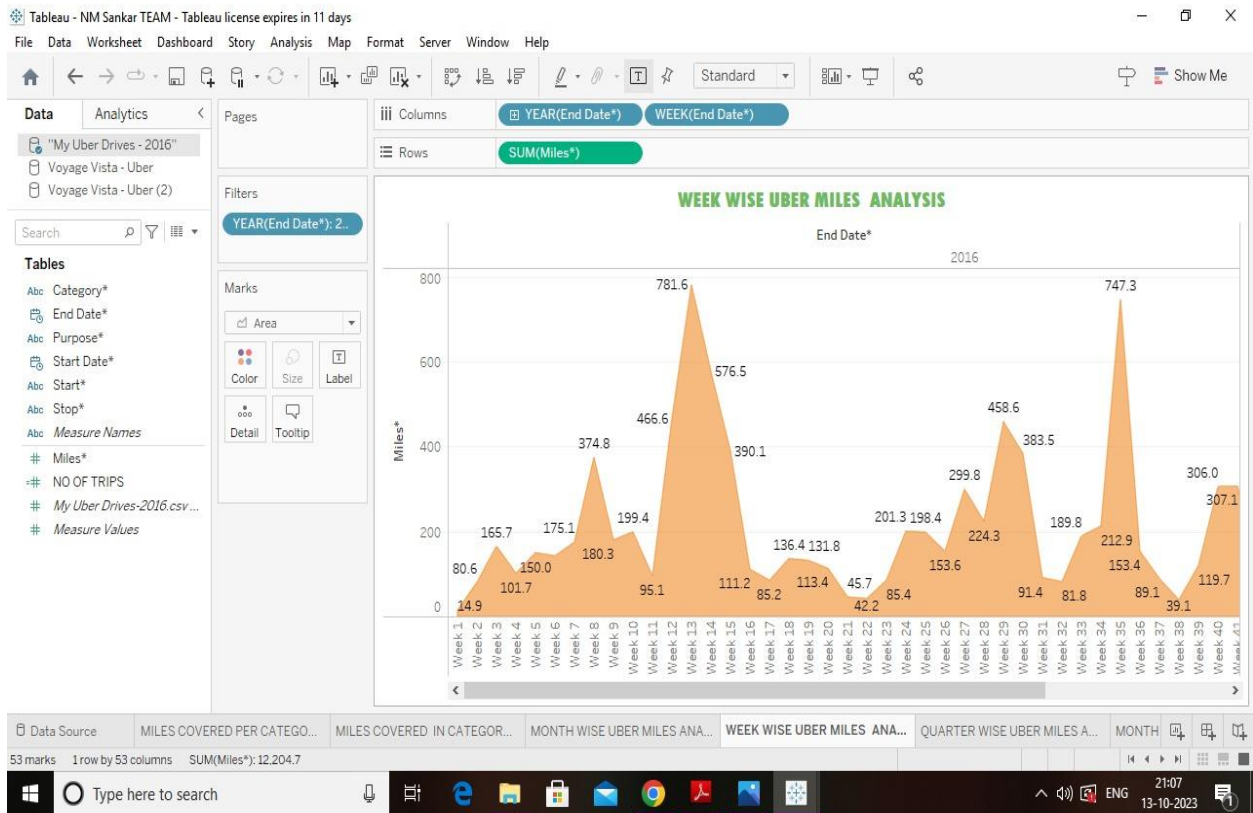 Tableau - NM Sankar TEAM - Tableau license expires in 11 days
File Data Worksheet Dashboard Story Analysis Map Format Server Window Help
Standard
Show Me
Data Analytics
"My Uber Drives - 2016"
Voyage Vista - Uber
Voyage Vista - Uber (2)
Search
Tables
Abc Category*
End Date*
Abc Purpose*
Start Date*
Abc Start*
Abc Stop*
Abc Measure Names
# Miles*
=# NO OF TRIPS
# My Uber Drives-2016.csv ...
# Measure Values
Pages
Filters
YEAR(End Date*): 2..
Marks
Area
Color Size Label
Detail Tooltip
Columns YEAR(End Date*) WEEK(End Date*)
Rows SUM(Miles*)
WEEK WISE UBER MILES ANALYSIS
End Date*
2016
Miles*
800
600
400
200
0
14.9
80.6
165.7
101.7
150.0
175.1
374.8
180.3
199.4
95.1
466.6
781.6
576.5
390.1
111.2
85.2
136.4
131.8
113.4
45.7
42.2
85.4
201.3
198.4
153.6
299.8
224.3
458.6
383.5
91.4
81.8
189.8
212.9
747.3
153.4
89.1
39.1
119.7
306.0
307.1
Week 1
Week 2
Week 3
Week 4
Week 5
Week 6
Week 7
Week 8
Week 9
Week 10
Week 11
Week 12
Week 13
Week 14
Week 15
Week 16
Week 17
Week 18
Week 19
Week 20
Week 21
Week 22
Week 23
Week 24
Week 25
Week 26
Week 27
Week 28
Week 29
Week 30
Week 31
Week 32
Week 33
Week 34
Week 35
Week 36
Week 37
Week 38
Week 39
Week 40
Week 41
Data Source MILES COVERED PER CATEGO... MILES COVERED IN CATEGOR... MONTH WISE UBER MILES ANA... WEEK WISE UBER MILES ANA... QUARTER WISE UBER MILES A... MONTH
53 marks 1 row by 53 columns SUM(Miles*): 12,204.7
Type here to search
ENG
21:07
13-10-2023
1